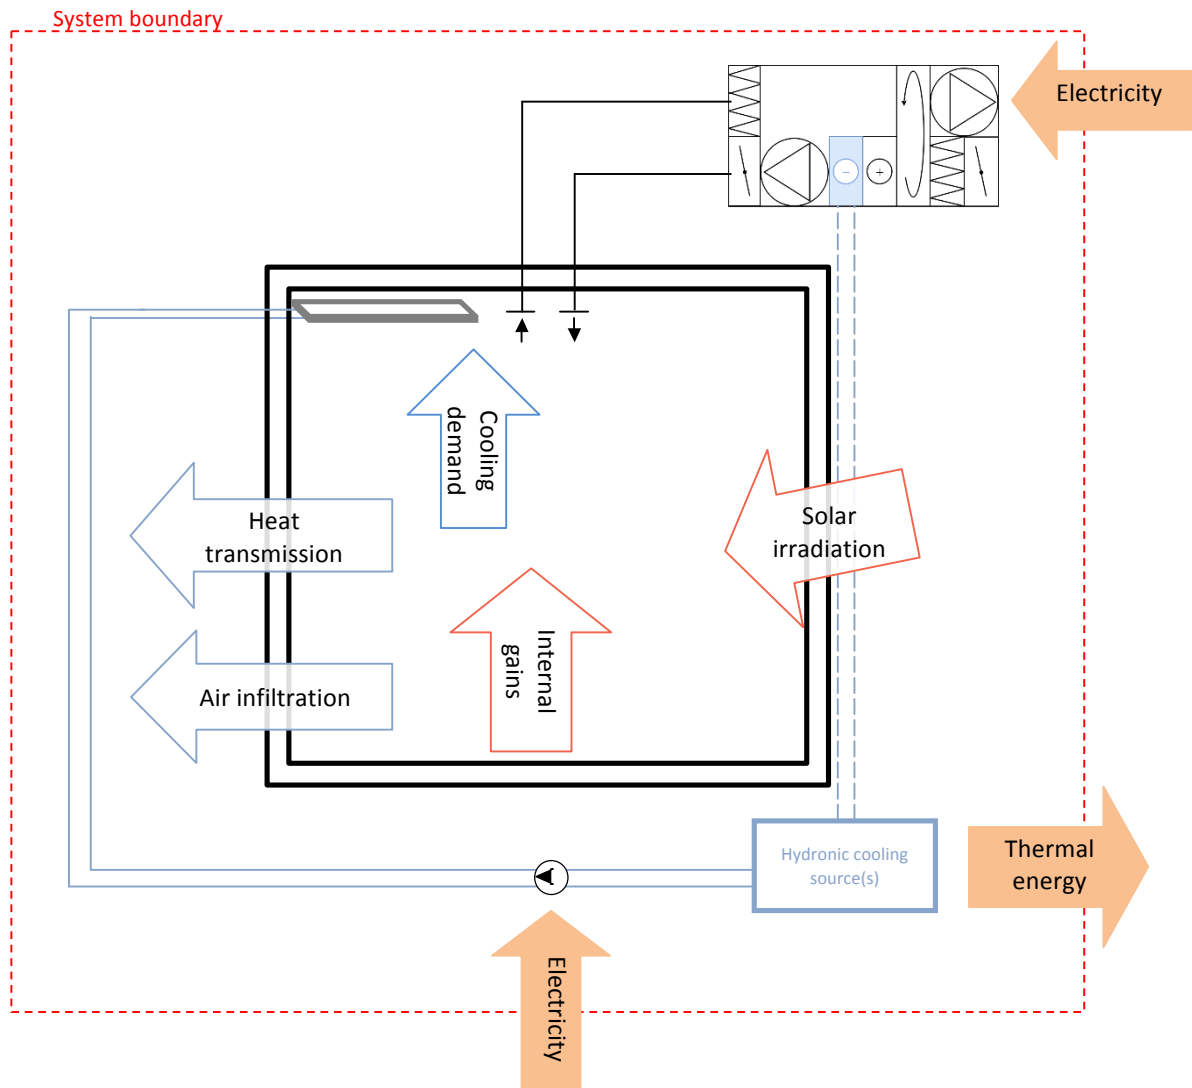 System boundary
Electricity
−
+
Cooling
demand
Heat
transmission
Solar
irradiation
Internal
gains
Air infiltration
Hydronic cooling
source(s)
Thermal
energy
Electricity